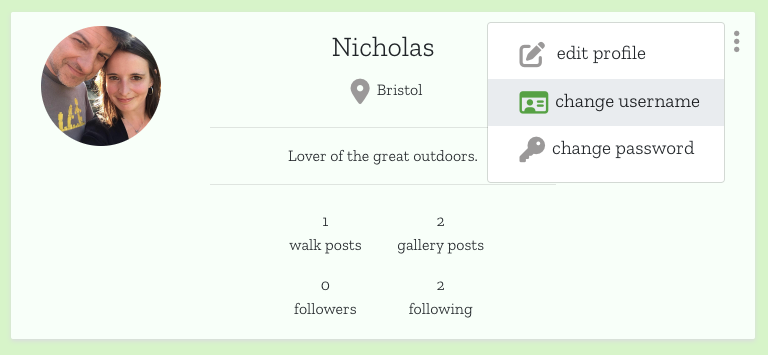 Nicholas
Bristol
Lover of the great outdoors.
1
walk posts
2
gallery posts
0
followers
2
following
edit profile
change username
change password